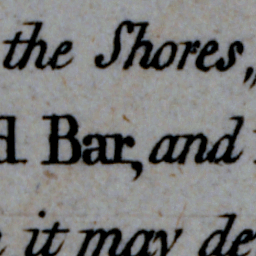 the Shores,
Bar, and
it may